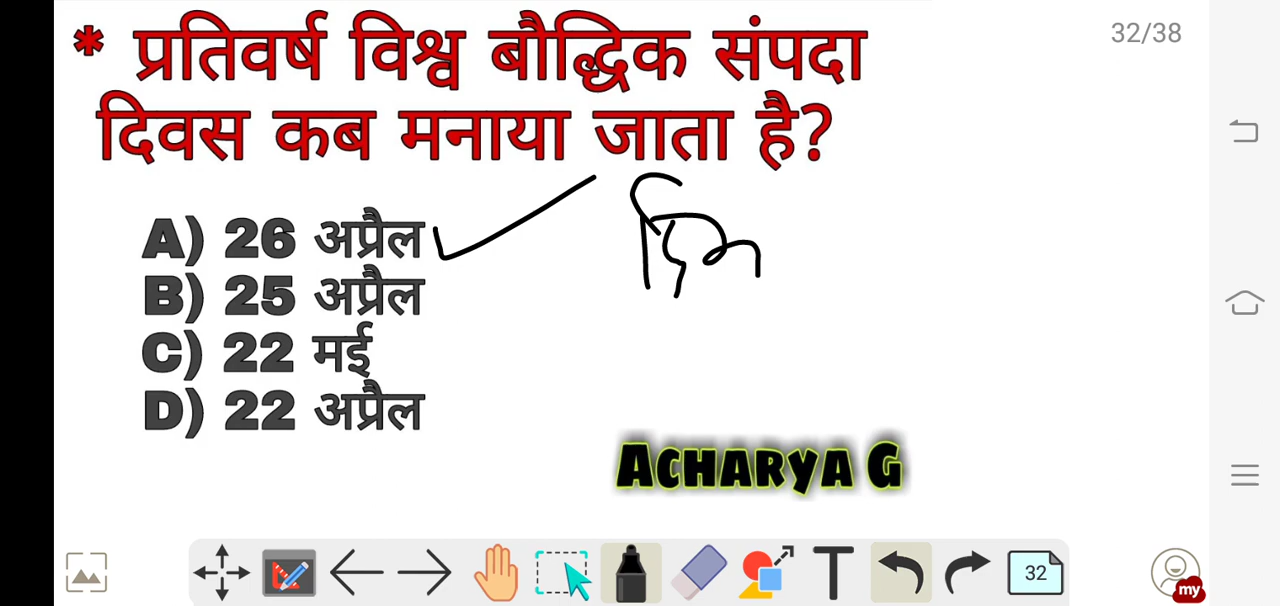 32/38
* प्रतिवर्ष विश्व बौद्धिक संपदा
दिवस कब मनाया जाता है?
A) 26 अप्रैल
B) 25 अप्रैल
C) 22 मई
D) 22 अप्रैल
ACHARYA G
T
32
my